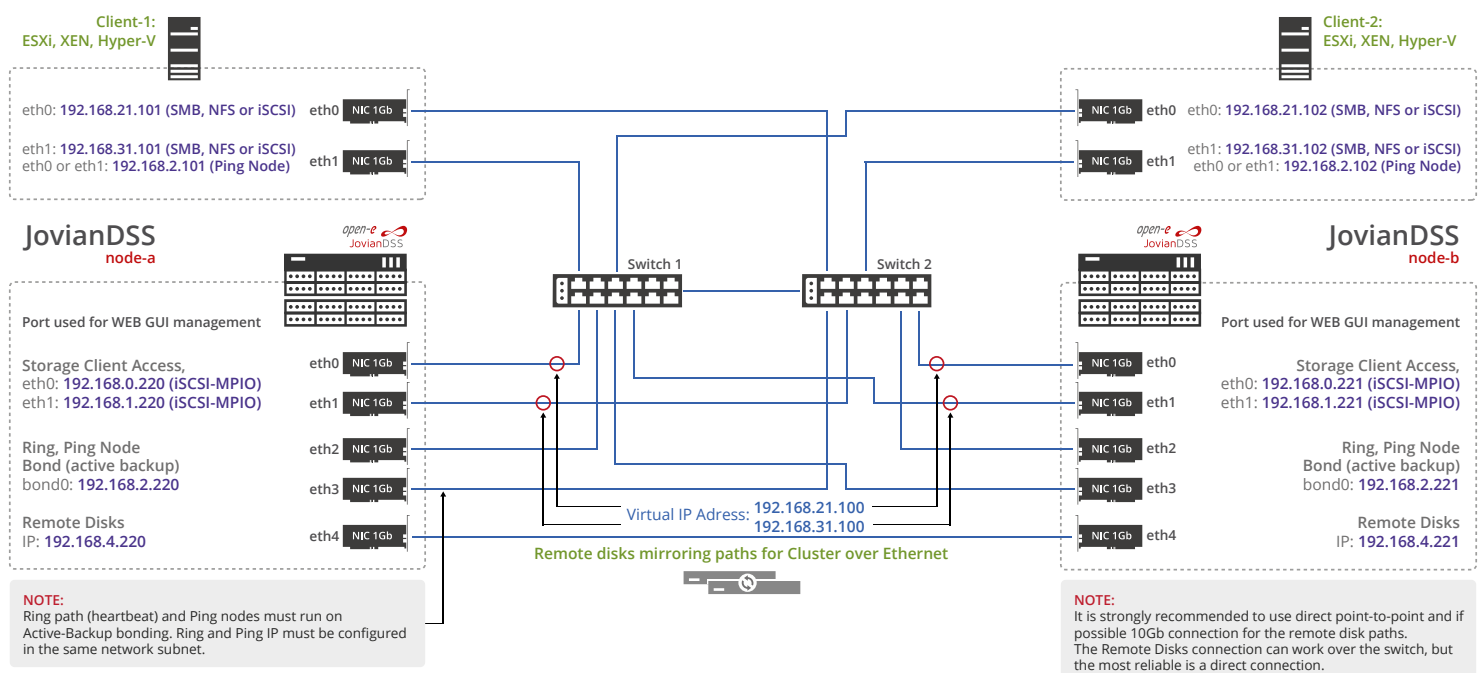 Client-1:
ESXi, XEN, Hyper-V
eth0: 192.168.21.101 (SMB, NFS or iSCSI)
eth0
NIC 1Gb
eth1: 192.168.31.101 (SMB, NFS or iSCSI)
eth0 or eth1: 192.168.2.101 (Ping Node)
eth1
NIC 1Gb
Client-2:
ESXi, XEN, Hyper-V
NIC 1Gb
eth0
eth0: 192.168.21.102 (SMB, NFS or iSCSI)
NIC 1Gb
eth1
eth1: 192.168.31.102 (SMB, NFS or iSCSI)
eth0 or eth1: 192.168.2.102 (Ping Node)
JovianDSS
node-a
open-e
JovianDSS
Switch 1
Switch 2
open-e
JovianDSS
JovianDSS
node-b
Port used for WEB GUI management
Storage Client Access,
eth0: 192.168.0.220 (iSCSI-MPIO)
eth1: 192.168.1.220 (iSCSI-MPIO)
eth0
NIC 1Gb
eth1
NIC 1Gb
Ring, Ping Node
Bond (active backup)
bond0: 192.168.2.220
eth2
NIC 1Gb
eth3
NIC 1Gb
Remote Disks
IP: 192.168.4.220
eth4
NIC 1Gb
Virtual IP Adress: 192.168.21.100
192.168.31.100
Remote disks mirroring paths for Cluster over Ethernet
Port used for WEB GUI management
NIC 1Gb
eth0
NIC 1Gb
eth1
Storage Client Access,
eth0: 192.168.0.221 (iSCSI-MPIO)
eth1: 192.168.1.221 (iSCSI-MPIO)
NIC 1Gb
eth2
NIC 1Gb
eth3
Ring, Ping Node
Bond (active backup)
bond0: 192.168.2.221
NIC 1Gb
eth4
Remote Disks
IP: 192.168.4.221
NOTE:
Ring path (heartbeat) and Ping nodes must run on
Active-Backup bonding. Ring and Ping IP must be configured
in the same network subnet.
NOTE:
It is strongly recommended to use direct point-to-point and if
possible 10Gb connection for the remote disk paths.
The Remote Disks connection can work over the switch, but
the most reliable is a direct connection.